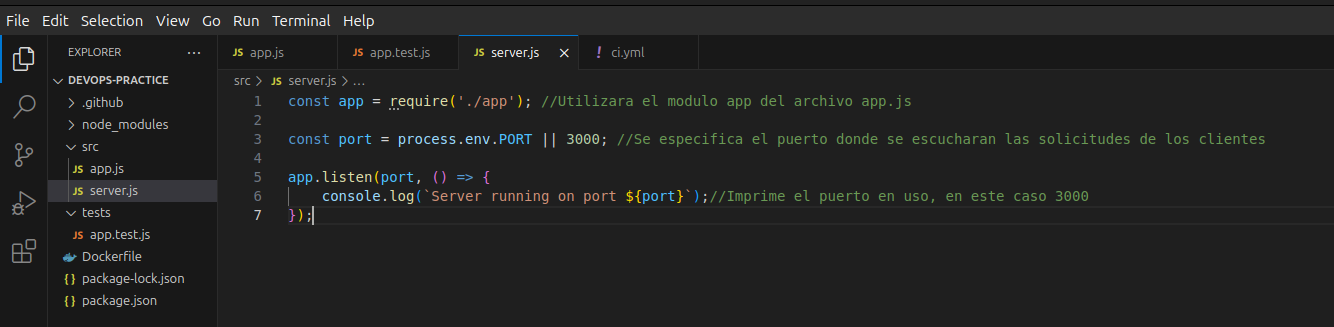 File Edit Selection View Go Run Terminal Help
EXPLORER ...
JS app.js
JS app.test.js
JS server.js ×
! ci.yml
DEVOPS-PRACTICE
.github
node_modules
src
JS app.js
JS server.js
tests
JS app.test.js
Dockerfile
{} package-lock.json
{} package.json
src > JS server.js > ...
1 const app = require('./app'); //Utilizara el modulo app del archivo app.js
2
3 const port = process.env.PORT || 3000; //Se especifica el puerto donde se escucharan las solicitudes de los clientes
4
5 app.listen(port, () => {
6 console.log(`Server running on port ${port}`);//Imprime el puerto en uso, en este caso 3000
7 });